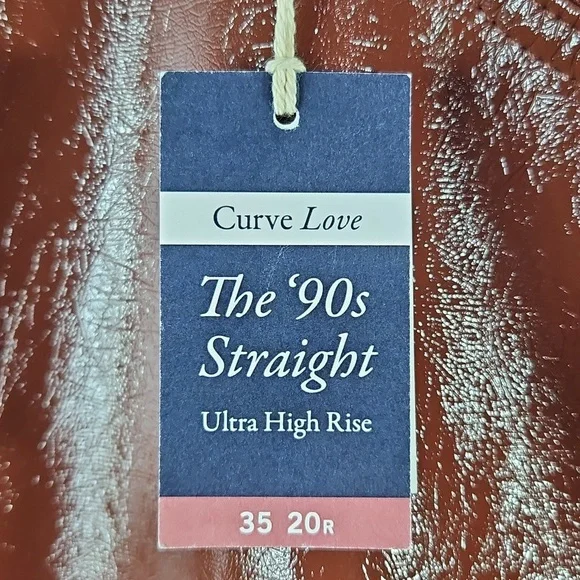 Curve Love
The ‘90s
Straight
Ultra High Rise
35 20R